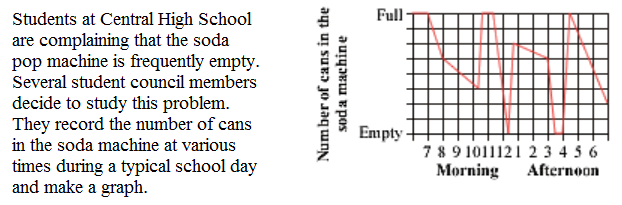 Students at Central High School
are complaining that the soda
pop machine is frequently empty.
Several student council members
decide to study this problem.
They record the number of cans
in the soda machine at various
times during a typical school day
and make a graph.
Number of cans in the
soda machine
Full
Empty
7 8 9 10 11 12 1 2 3 4 5 6
Morning Afternoon